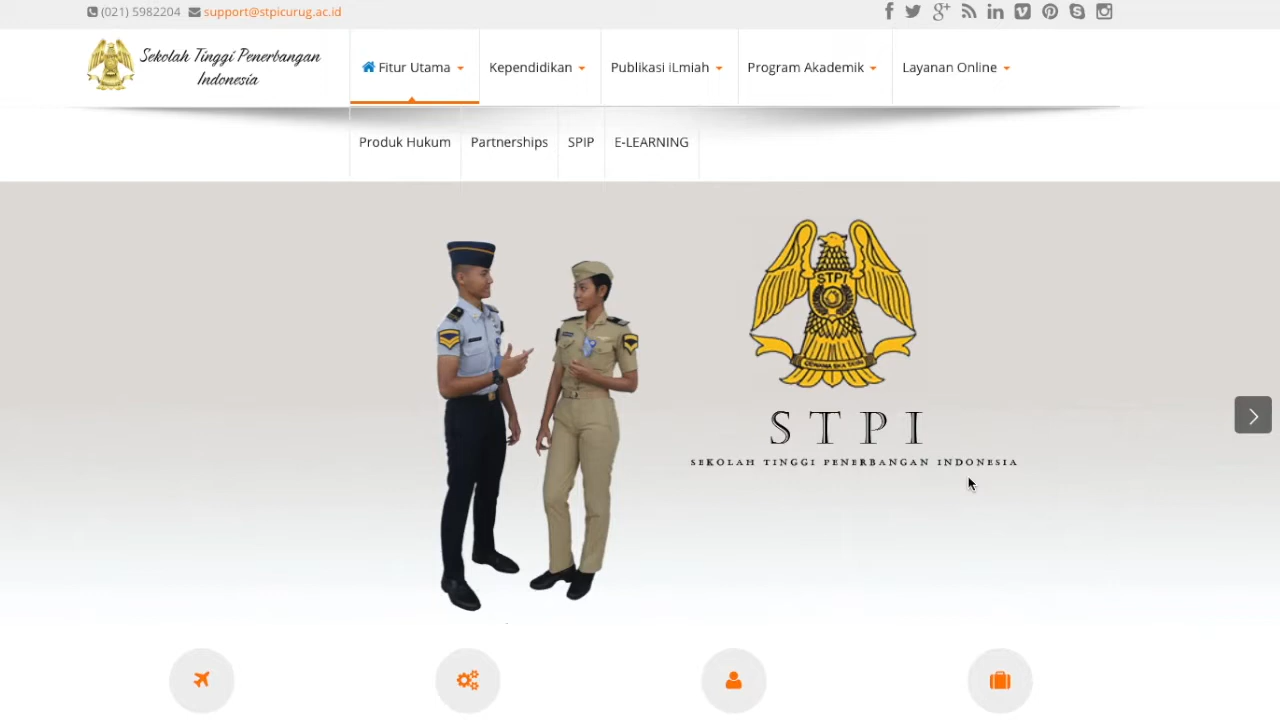 (021) 5982204 support@stpicurug.ac.id
Sekolah Tinggi Penerbangan
Indonesia
Fitur Utama Kependidikan Publikasi iLmiah Program Akademik Layanan Online
Produk Hukum Partnerships SPIP E-LEARNING
STPI
STPI
SEKOLAH TINGGI PENERBANGAN INDONESIA